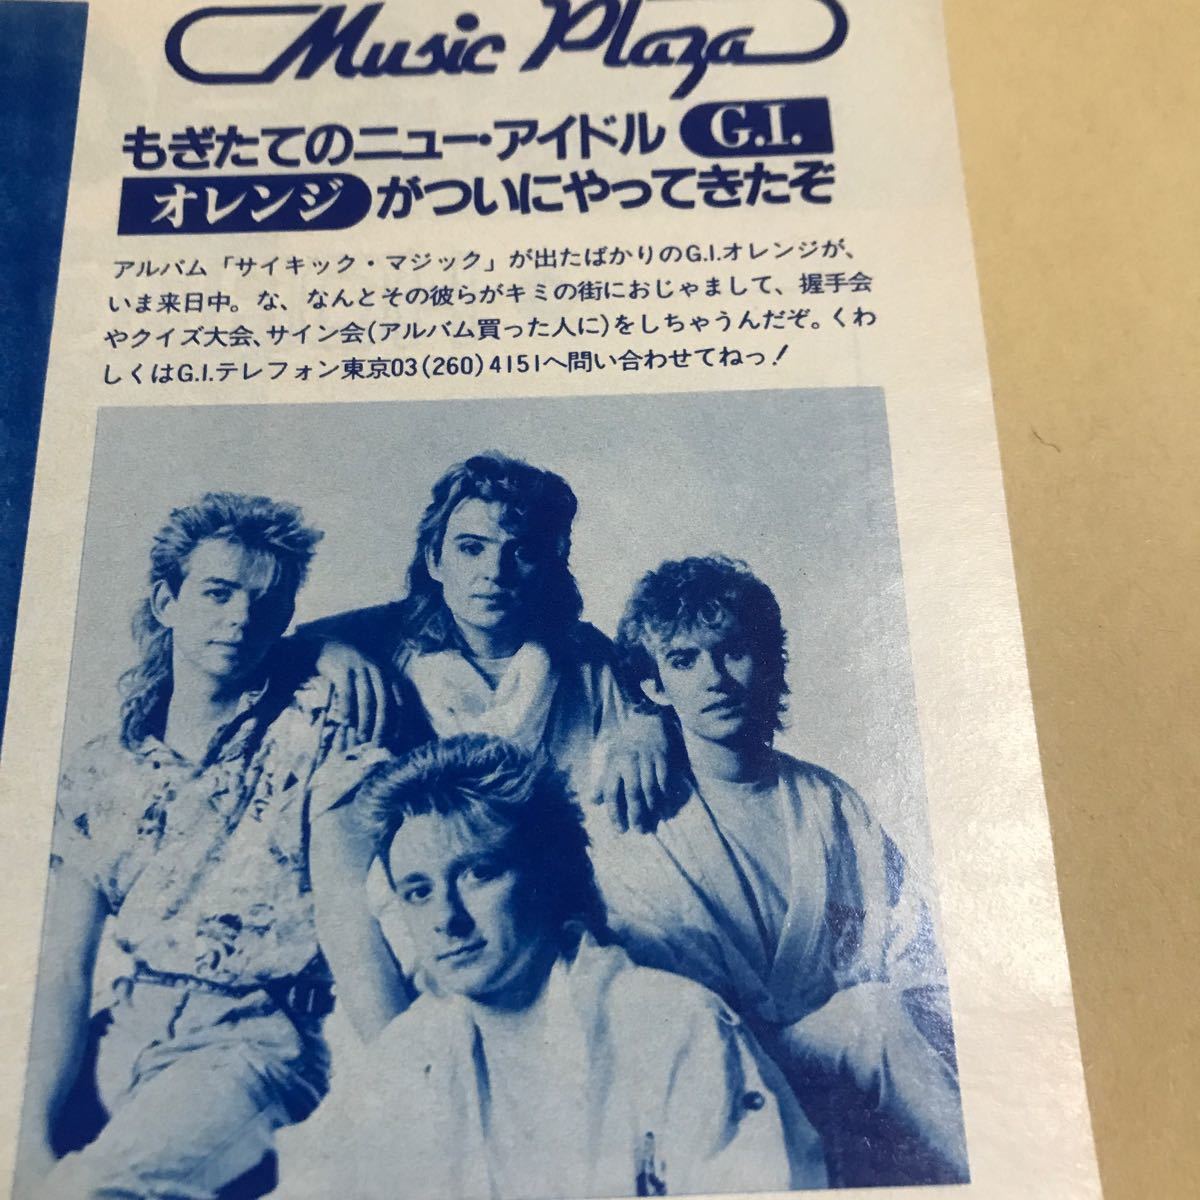 Music Plaza
もぎたてのニュー・アイドルG.I.
オレンジがついにやってきたぞ
アルバム「サイキック・マジック」が出たばかりのG.I.オレンジが、
いま来日中。な、なんとその彼らがキミの街におじゃまして、握手会
やクイズ大会、サイン会(アルバム買った人に)をしちゃうんだぞ。くわ
しくはG.I.テレフォン東京03(260)4151へ問い合わせてねっ！